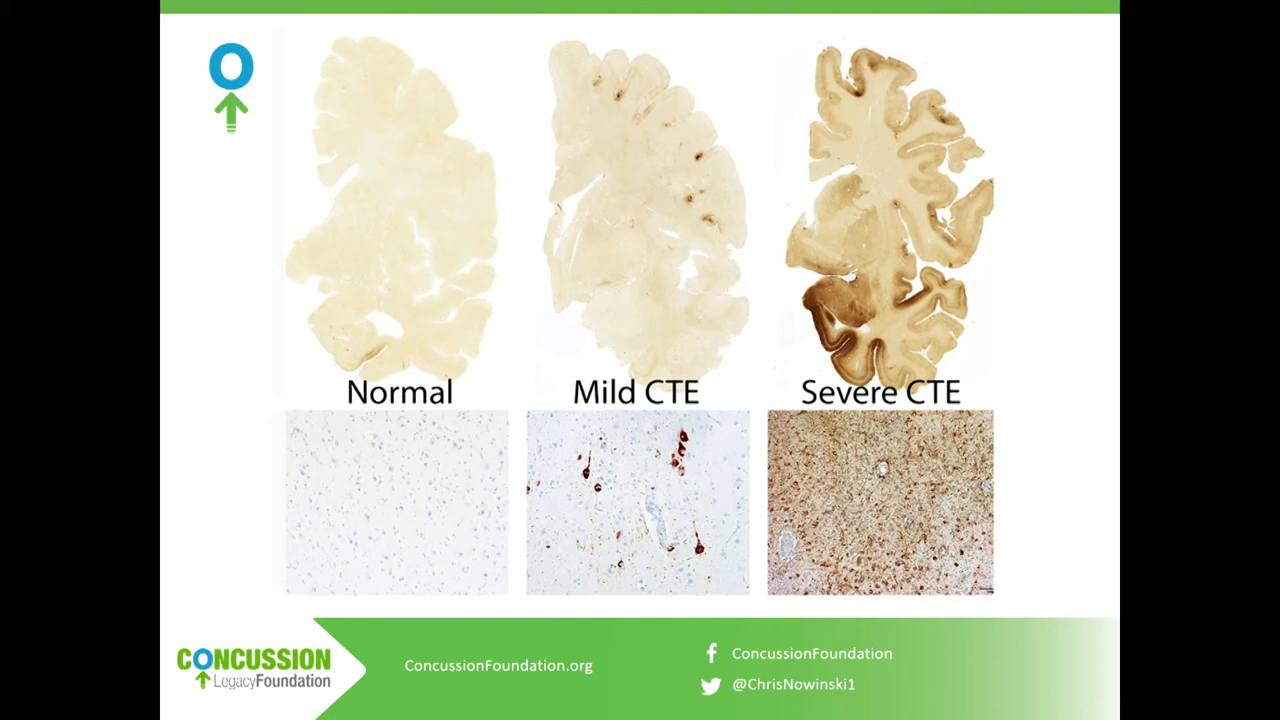 Normal
Mild CTE
Severe CTE
CONCUSSION
LegacyFoundation
ConcussionFoundation.org
ConcussionFoundation
@ChrisNowinski1